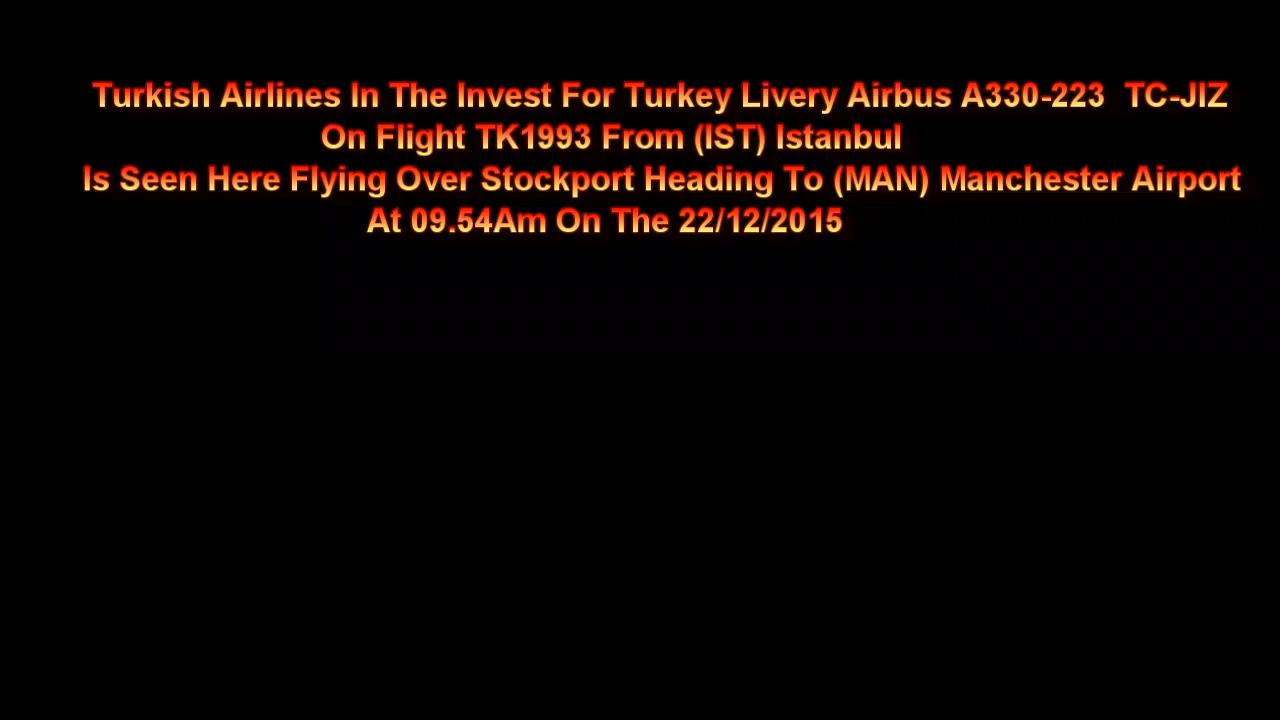 Turkish Airlines In The Invest For Turkey Livery Airbus A330-223  TC-JIZ
On Flight TK1993 From (IST) Istanbul
Is Seen Here Flying Over Stockport Heading To (MAN) Manchester Airport
At 09.54Am On The 22/12/2015